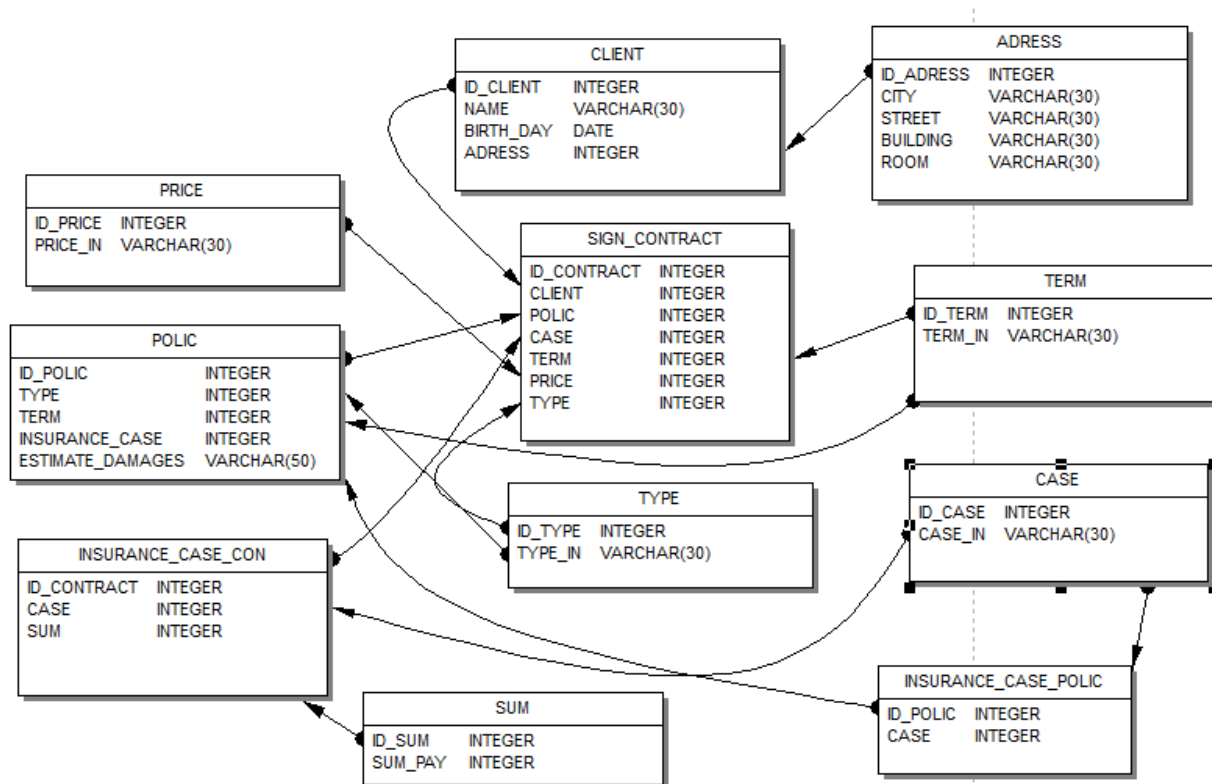 CLIENT
ID_CLIENT INTEGER
NAME VARCHAR(30)
BIRTH_DAY DATE
ADRESS INTEGER
ADRESS
ID_ADRESS INTEGER
CITY VARCHAR(30)
STREET VARCHAR(30)
BUILDING VARCHAR(30)
ROOM VARCHAR(30)
PRICE
ID_PRICE INTEGER
PRICE_IN VARCHAR(30)
SIGN_CONTRACT
ID_CONTRACT INTEGER
CLIENT INTEGER
POLIC INTEGER
CASE INTEGER
TERM INTEGER
PRICE INTEGER
TYPE INTEGER
TERM
ID_TERM INTEGER
TERM_IN VARCHAR(30)
POLIC
ID_POLIC INTEGER
TYPE INTEGER
TERM INTEGER
INSURANCE_CASE INTEGER
ESTIMATE_DAMAGES VARCHAR(50)
TYPE
ID_TYPE INTEGER
TYPE_IN VARCHAR(30)
CASE
ID_CASE INTEGER
CASE_IN VARCHAR(30)
INSURANCE_CASE_CON
ID_CONTRACT INTEGER
CASE INTEGER
SUM INTEGER
SUM
ID_SUM INTEGER
SUM_PAY INTEGER
INSURANCE_CASE_POLIC
ID_POLIC INTEGER
CASE INTEGER